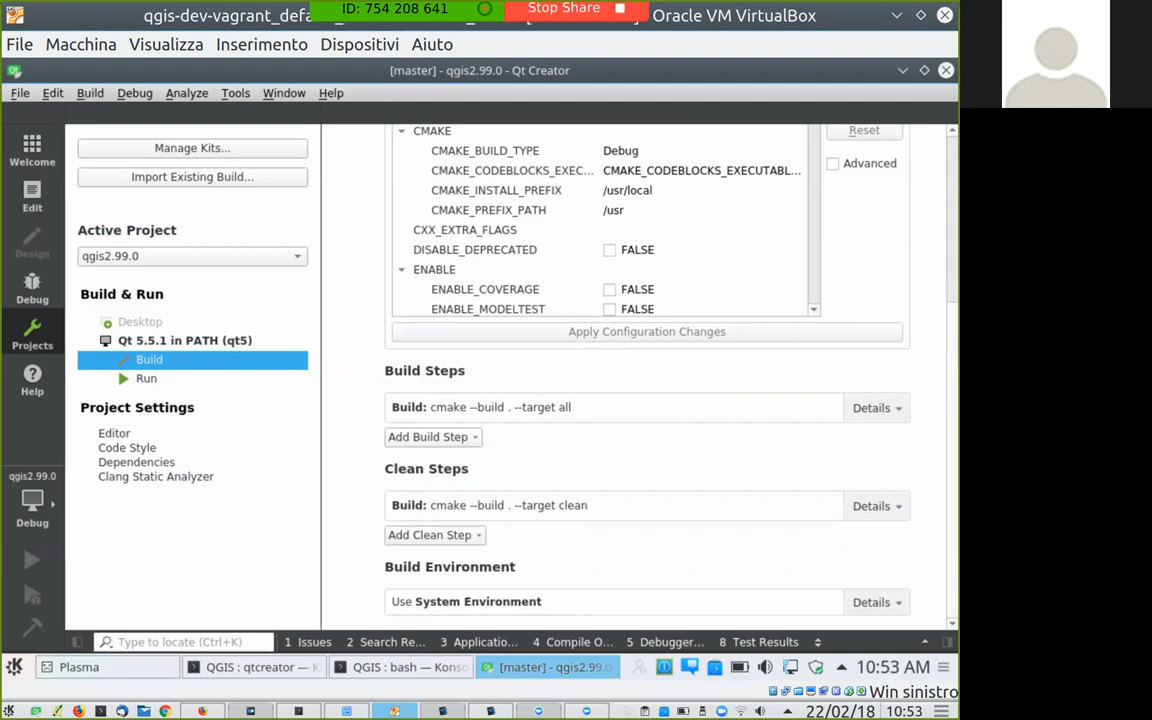 qgis-dev-vagrant_defa
ID: 754 208 641
Stop Share
Oracle VM VirtualBox
File Macchina Visualizza Inserimento Dispositivi Aiuto
[master] - qgis2.99.0 - Qt Creator
File Edit Build Debug Analyze Tools Window Help
Welcome
Edit
Design
Debug
Projects
Help
qgis2.99.0
Debug
Manage Kits...
Import Existing Build...
Active Project
qgis2.99.0
Build & Run
Desktop
Qt 5.5.1 in PATH (qt5)
Build
Run
Project Settings
Editor
Code Style
Dependencies
Clang Static Analyzer
CMAKE
CMAKE_BUILD_TYPE Debug
CMAKE_CODEBLOCKS_EXEC... CMAKE_CODEBLOCKS_EXECUTABL...
CMAKE_INSTALL_PREFIX /usr/local
CMAKE_PREFIX_PATH /usr
CXX_EXTRA_FLAGS
DISABLE_DEPRECATED FALSE
ENABLE
ENABLE_COVERAGE FALSE
ENABLE_MODELTEST FALSE
Reset
Advanced
Apply Configuration Changes
Build Steps
Build: cmake --build . --target all Details
Add Build Step
Clean Steps
Build: cmake --build . --target clean Details
Add Clean Step
Build Environment
Use System Environment Details
Type to locate (Ctrl+K) 1 Issues 2 Search Re... 3 Applicatio... 4 Compile O... 5 Debugger... 8 Test Results
Plasma QGIS : qtcreator — K QGIS : bash — Konso [master] - qgis2.99.0 10:53 AM
Win sinistro
22/02/18 10:53